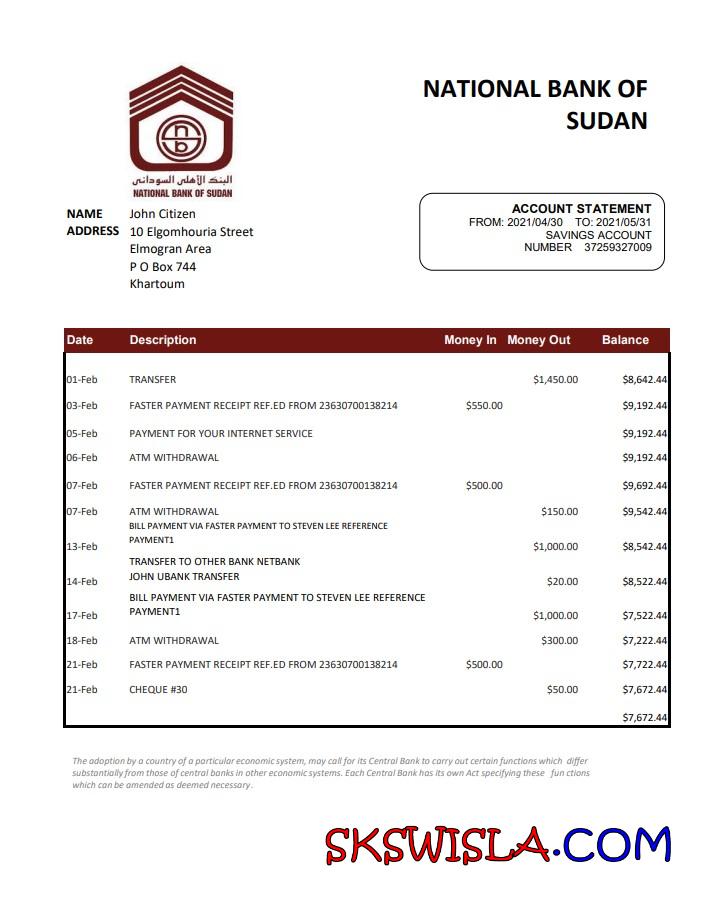 NATIONAL BANK OF
SUDAN
البنك الأهلي السوداني
NATIONAL BANK OF SUDAN
NAME John Citizen
ADDRESS 10 Elgomhouria Street
Elmogran Area
P O Box 744
Khartoum
ACCOUNT STATEMENT
FROM: 2021/04/30 TO: 2021/05/31
SAVINGS ACCOUNT
NUMBER 37259327009
Date Description Money In Money Out Balance
01-Feb TRANSFER $1,450.00 $8,642.44
03-Feb FASTER PAYMENT RECEIPT REF.ED FROM 23630700138214 $550.00 $9,192.44
05-Feb PAYMENT FOR YOUR INTERNET SERVICE $9,192.44
06-Feb ATM WITHDRAWAL $9,192.44
07-Feb FASTER PAYMENT RECEIPT REF.ED FROM 23630700138214 $500.00 $9,692.44
07-Feb ATM WITHDRAWAL $150.00 $9,542.44
BILL PAYMENT VIA FASTER PAYMENT TO STEVEN LEE REFERENCE
PAYMENT1
13-Feb $1,000.00 $8,542.44
TRANSFER TO OTHER BANK NETBANK
JOHN UBANK TRANSFER
14-Feb $20.00 $8,522.44
BILL PAYMENT VIA FASTER PAYMENT TO STEVEN LEE REFERENCE
PAYMENT1
17-Feb $1,000.00 $7,522.44
18-Feb ATM WITHDRAWAL $300.00 $7,222.44
21-Feb FASTER PAYMENT RECEIPT REF.ED FROM 23630700138214 $500.00 $7,722.44
21-Feb CHEQUE #30 $50.00 $7,672.44
$7,672.44
The adoption by a country of a particular economic system, may call for its Central Bank to carry out certain functions which differ
substantially from those of central banks in other economic systems. Each Central Bank has its own Act specifying these fun ctions
which can be amended as deemed necessary.
SKSWISLA.COM